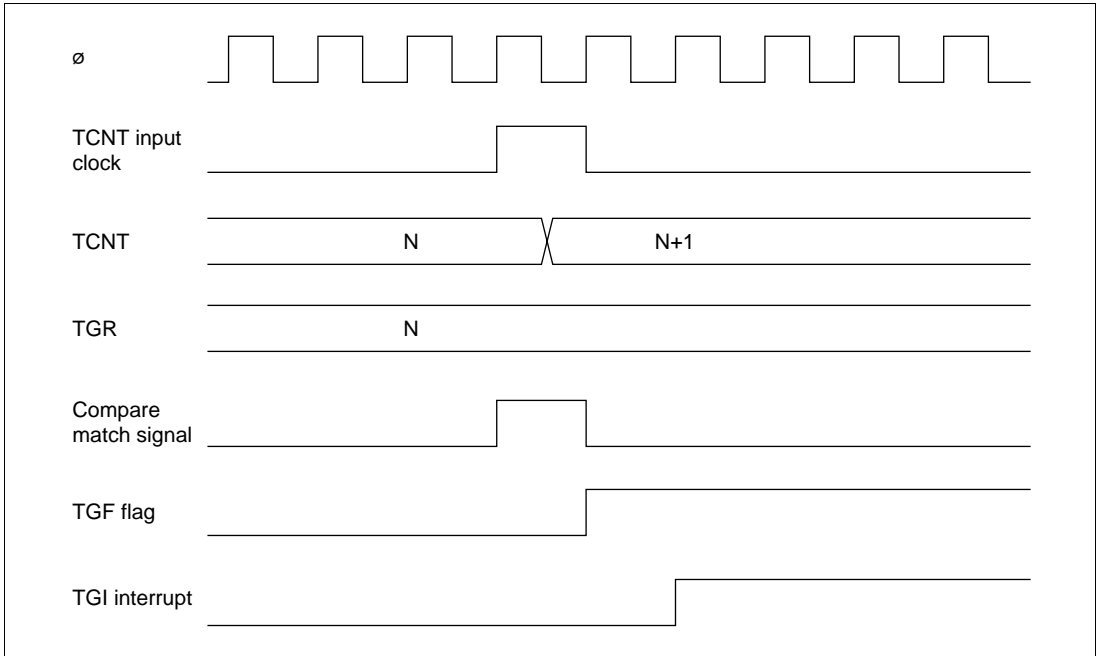 ø
TCNT input
clock
TCNT
N
N+1
TGR
N
Compare
match signal
TGF flag
TGI interrupt